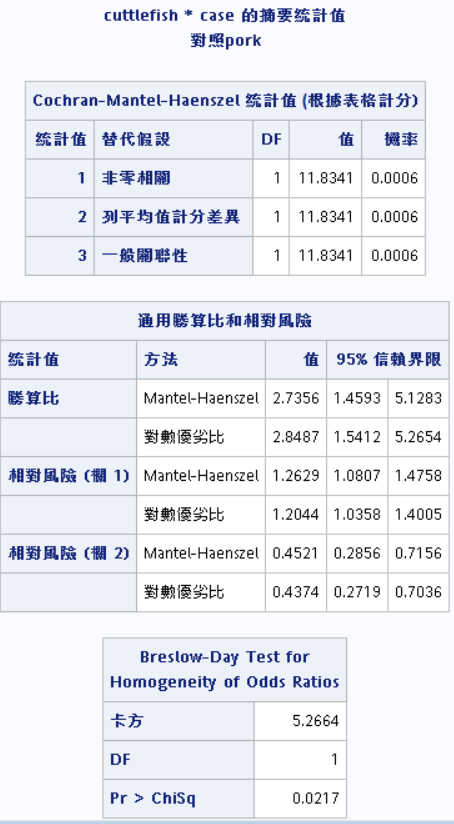 cuttlefish * case 的摘要統計值
對照pork
Cochran-Mantel-Haenszel 統計值 (根據表格計分)
統計值 替代假設 DF 值 機率
1 非零相關 1 11.8341 0.0006
2 列平均值計分差異 1 11.8341 0.0006
3 一般關聯性 1 11.8341 0.0006
通用勝算比和相對風險
統計值 方法 值 95% 信賴界限
勝算比 Mantel-Haenszel 2.7356 1.4593 5.1283
對數優劣比 2.8487 1.5412 5.2654
相對風險 (欄 1) Mantel-Haenszel 1.2629 1.0807 1.4758
對數優劣比 1.2044 1.0358 1.4005
相對風險 (欄 2) Mantel-Haenszel 0.4521 0.2856 0.7156
對數優劣比 0.4374 0.2719 0.7036
Breslow-Day Test for
Homogeneity of Odds Ratios
卡方 5.2664
DF 1
Pr > ChiSq 0.0217